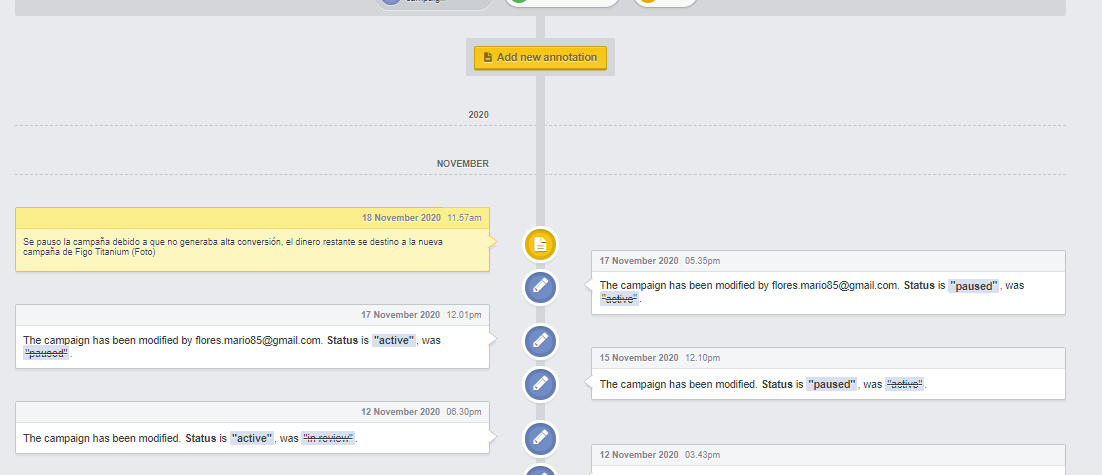 Add new annotation
2020
NOVEMBER
18 November 2020 11.57am
Se pauso la campaña debido a que no generaba alta conversión, el dinero restante se destino a la nueva
campaña de Figo Titanium (Foto)
17 November 2020 05.35pm
The campaign has been modified by flores.mario85@gmail.com. Status is "paused", was
"active".
17 November 2020 12.01pm
The campaign has been modified by flores.mario85@gmail.com. Status is "active", was
"paused".
15 November 2020 12.10pm
The campaign has been modified. Status is "paused", was "active".
12 November 2020 06.30pm
The campaign has been modified. Status is "active", was "in review".
12 November 2020 03.43pm